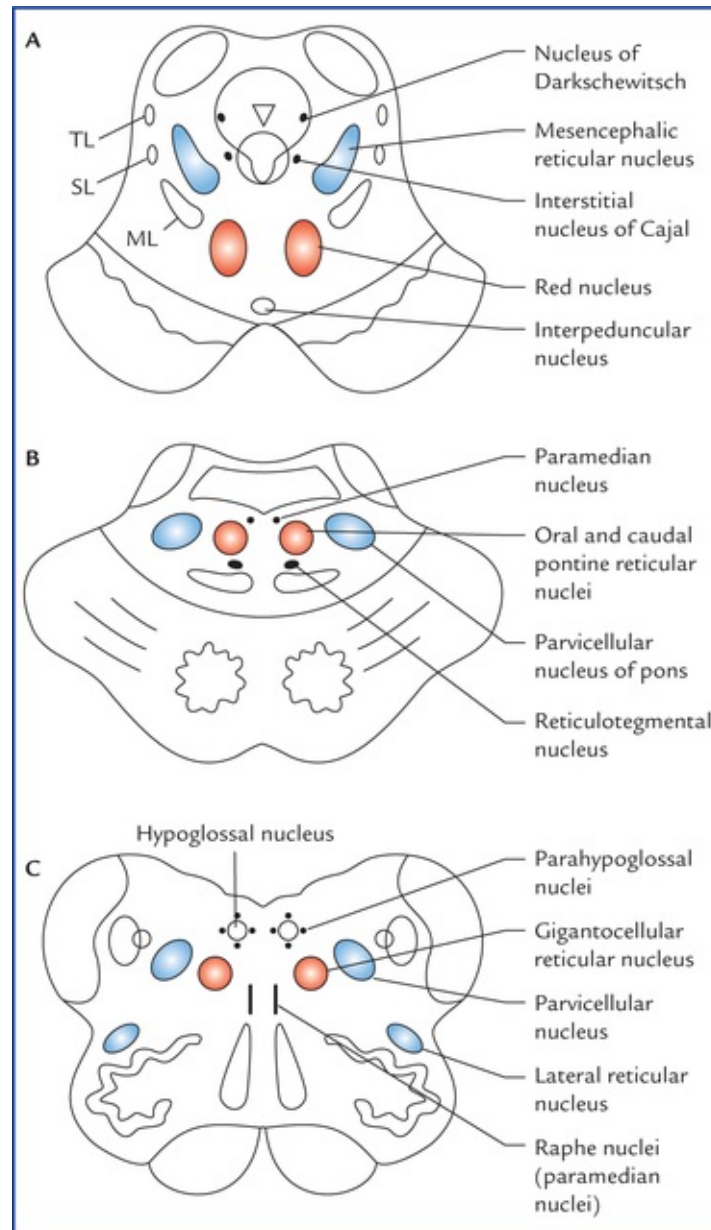 A
Nucleus of
Darkschewitsch
TL
Mesencephalic
reticular nucleus
SL
Interstitial
nucleus of Cajal
ML
Red nucleus
Interpeduncular
nucleus
B
Paramedian
nucleus
Oral and caudal
pontine reticular
nuclei
Parvicellular
nucleus of pons
Reticulotegmental
nucleus
Hypoglossal nucleus
C
Parahypoglossal
nuclei
Gigantocellular
reticular nucleus
Parvicellular
nucleus
Lateral reticular
nucleus
Raphe nuclei
(paramedian
nuclei)